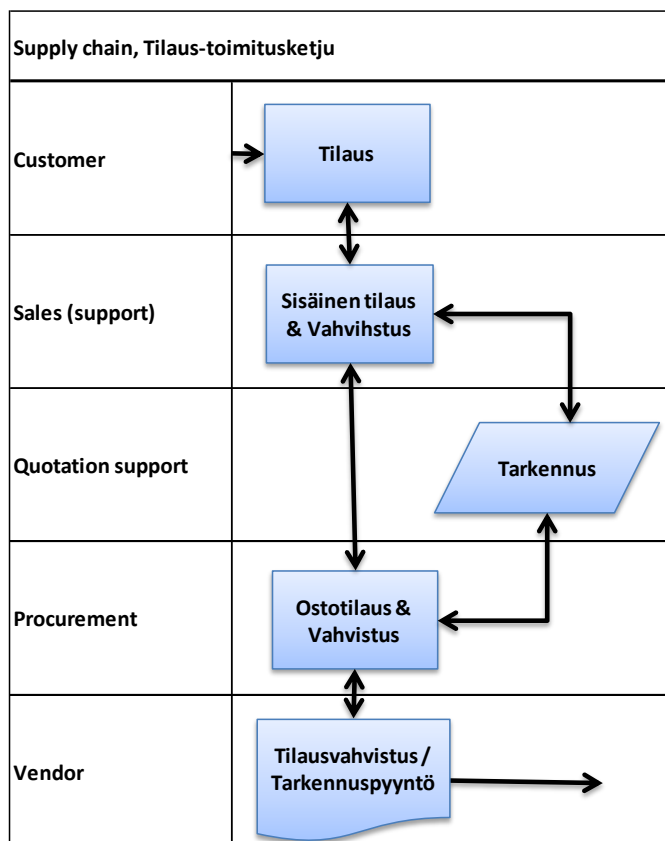 Supply chain, Tilaus-toimitusketju
Customer
Tilaus
Sales (support)
Sisäinen tilaus
& Vahvihstus
Quotation support
Tarkennus
Procurement
Ostotilaus &
Vahvistus
Vendor
Tilausvahvistus /
Tarkennuspyyntö